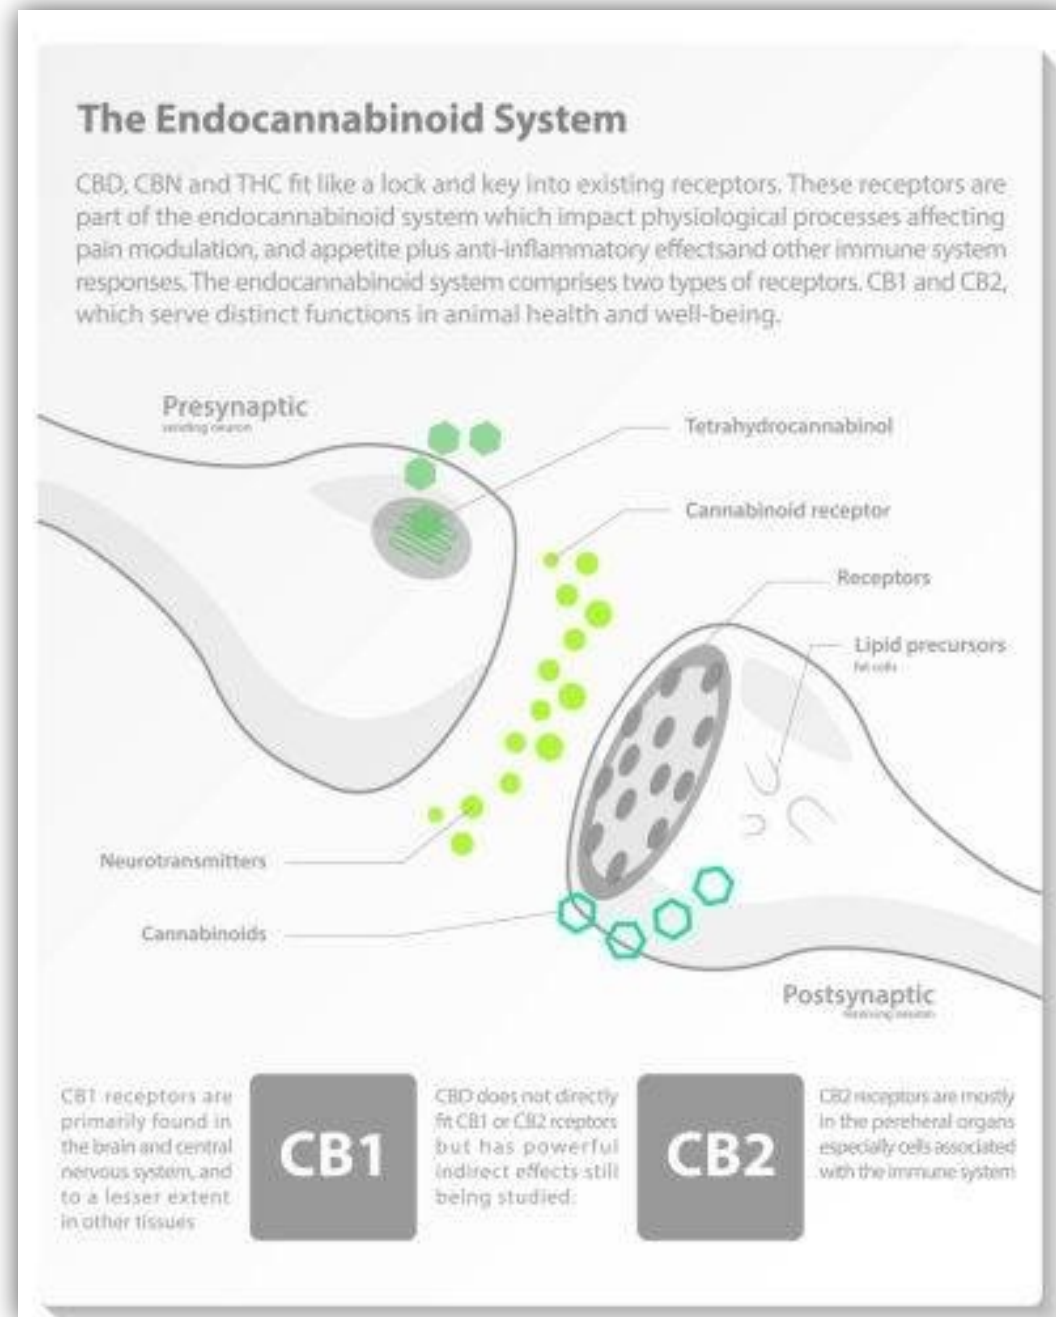 The Endocannabinoid System
CBD, CBN and THC fit like a lock and key into existing receptors. These receptors are
part of the endocannabinoid system which impact physiological processes affecting
pain modulation, and appetite plus anti-inflammatory effectsand other immune system
responses. The endocannabinoid system comprises two types of receptors. CB1 and CB2,
which serve distinct functions in animal health and well-being.
Presynaptic
sending neuron
Tetrahydrocannabinol
Cannabinoid receptor
Receptors
Lipid precursors
fat cells
Neurotransmitters
Cannabinoids
Postsynaptic
receiving neuron
CB1 receptors are
primarily found in
the brain and central
nervous system, and
to a lesser extent
in other tissues
CB1
CBD does not directly
fit CB1 or CB2 rceptors
but has powerful
indirect effects still
being studied.
CB2
CB2 receptors are mostly
in the pereheral organs
especially cells associated
with the immune system